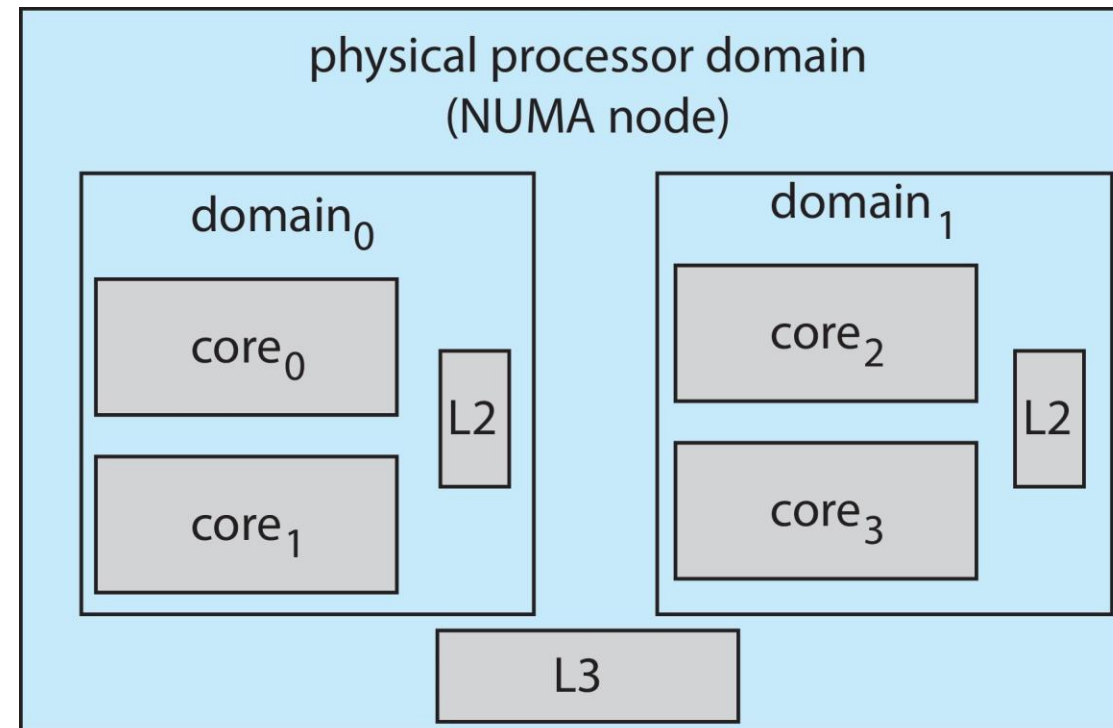 physical processor domain
(NUMA node)
domain₀
core₀
core₁
L2
domain₁
core₂
core₃
L2
L3